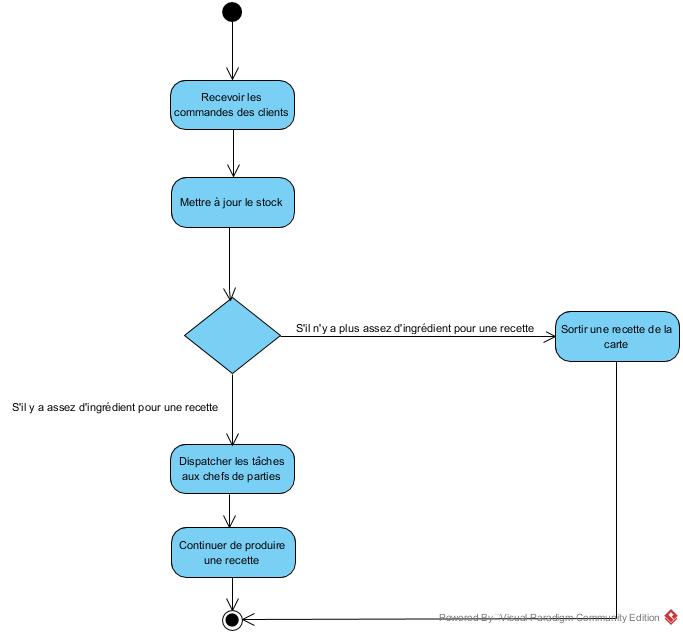 Recevoir les
commandes des clients
Mettre à jour le stock
S'il n'y a plus assez d'ingrédient pour une recette
Sortir une recette de la
carte
S'il y a assez d'ingrédient pour une recette
Dispatcher les tâches
aux chefs de parties
Continuer de produire
une recette
Powered By Visual Paradigm Community Edition